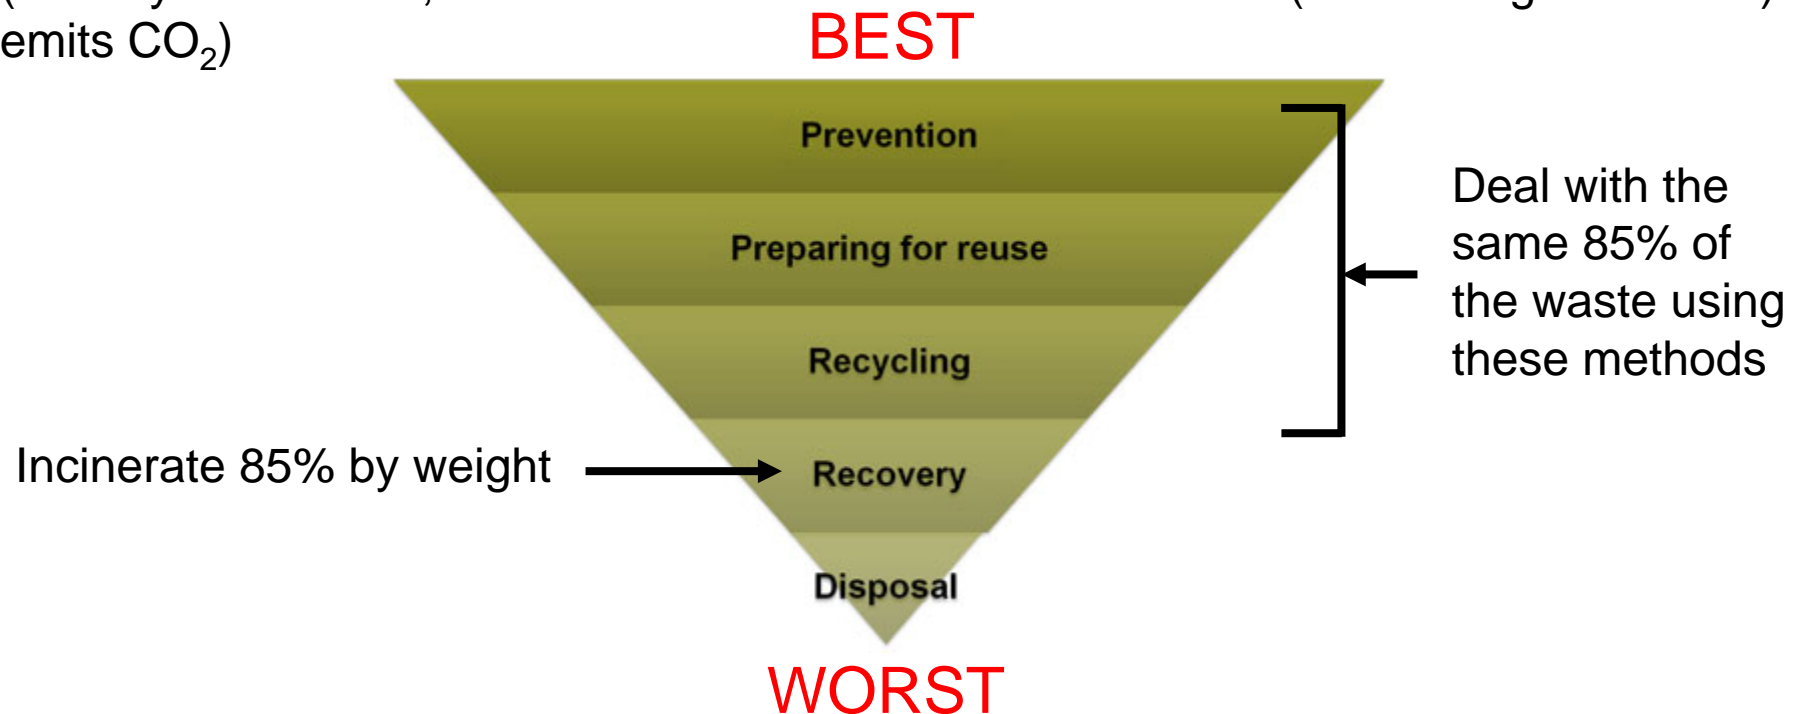 emits CO₂)
BEST
Prevention
Preparing for reuse
Recycling
Recovery
Disposal
WORST
Incinerate 85% by weight
Deal with the
same 85% of
the waste using
these methods